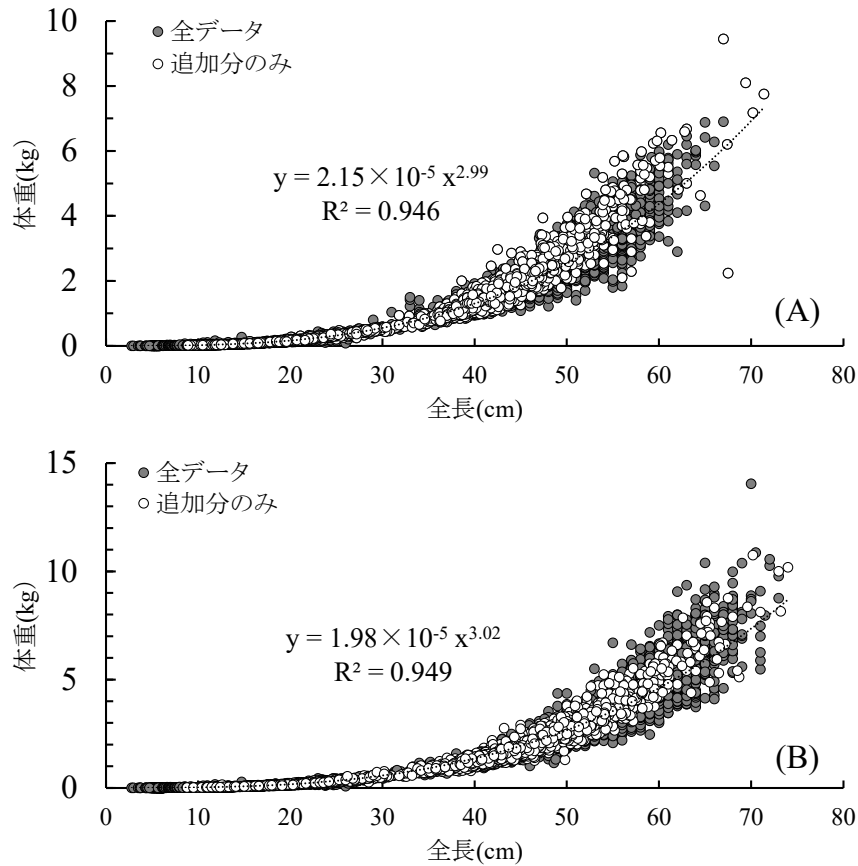 10
8
6
4
2
0
体重(kg)
全データ
追加分のみ
y = 2.15×10⁻⁵ x²·⁹⁹
R² = 0.946
(A)
0 10 20 30 40 50 60 70 80
全長(cm)
15
10
5
0
体重(kg)
全データ
追加分のみ
y = 1.98×10⁻⁵ x³·⁰²
R² = 0.949
(B)
0 10 20 30 40 50 60 70 80
全長(cm)